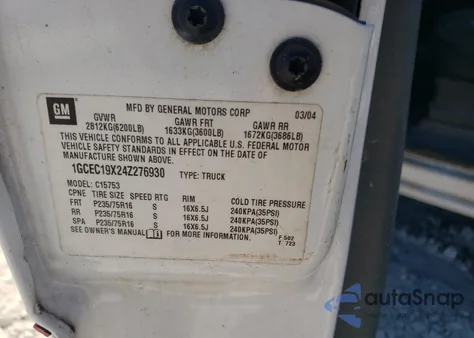 GM
MFD BY GENERAL MOTORS CORP 03/04
GVWR GAWR FRT GAWR RR
2812KG(6200LB) 1633KG(3600LB) 1672KG(3686LB)
THIS VEHICLE CONFORMS TO ALL APPLICABLE U.S. FEDERAL MOTOR
VEHICLE SAFETY STANDARDS IN EFFECT ON THE DATE OF
MANUFACTURE SHOWN ABOVE.
1GCEC19X24Z276930 TYPE: TRUCK
MODEL: C15753
CPNE TIRE SIZE SPEED RTG RIM COLD TIRE PRESSURE
FRT P235/75R16 S 16X6.5J 240KPA(35PSI)
RR P235/75R16 S 16X6.5J 240KPA(35PSI)
SPA P235/75R16 S 16X6.5J 240KPA(35PSI)
SEE OWNER'S MANUAL FOR MORE INFORMATION.
F 502
T 723
autoSnap